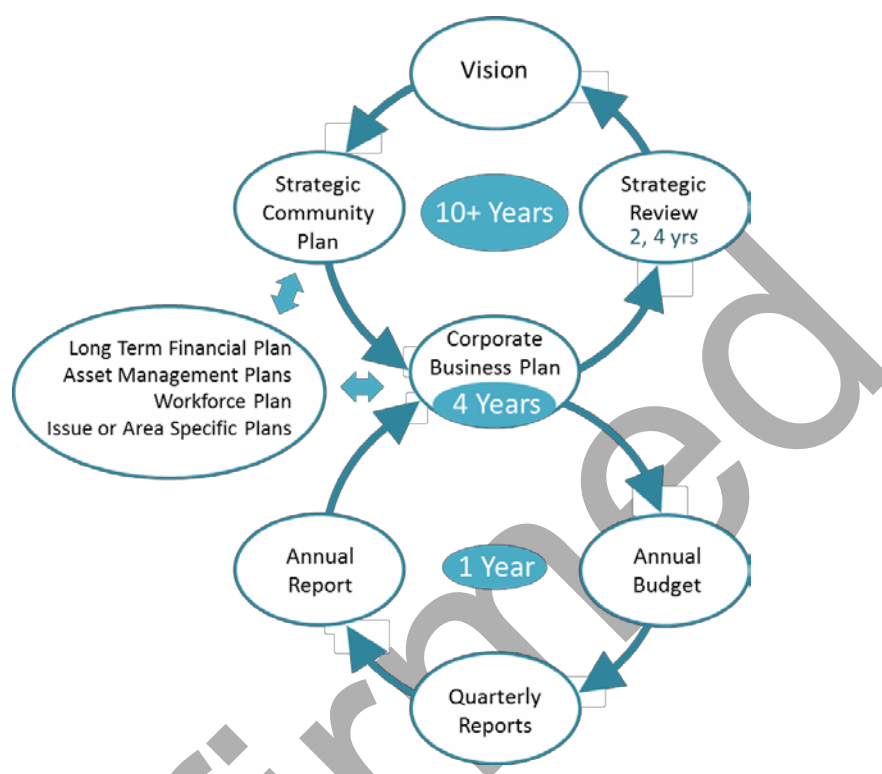 Vision
Strategic
Community
Plan
10+ Years
Strategic
Review
2, 4 yrs
Long Term Financial Plan
Asset Management Plans
Workforce Plan
Issue or Area Specific Plans
Corporate
Business Plan
4 Years
Annual
Report
1 Year
Annual
Budget
Quarterly
Reports
firmed